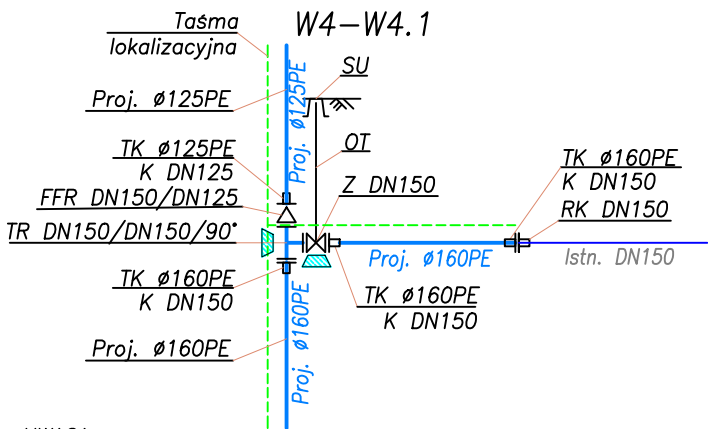 W4-W4.1
Taśma
lokalizacyjna
SU
Proj. ø125PE
Proj. ø125PE
OT
TK ø125PE
K DN125
TK ø160PE
K DN150
FFR DN150/DN125
Z DN150
RK DN150
TR DN150/DN150/90°
Proj. ø160PE
Istn. DN150
TK ø160PE
K DN150
TK ø160PE
K DN150
Proj. ø160PE
Proj. ø160PE